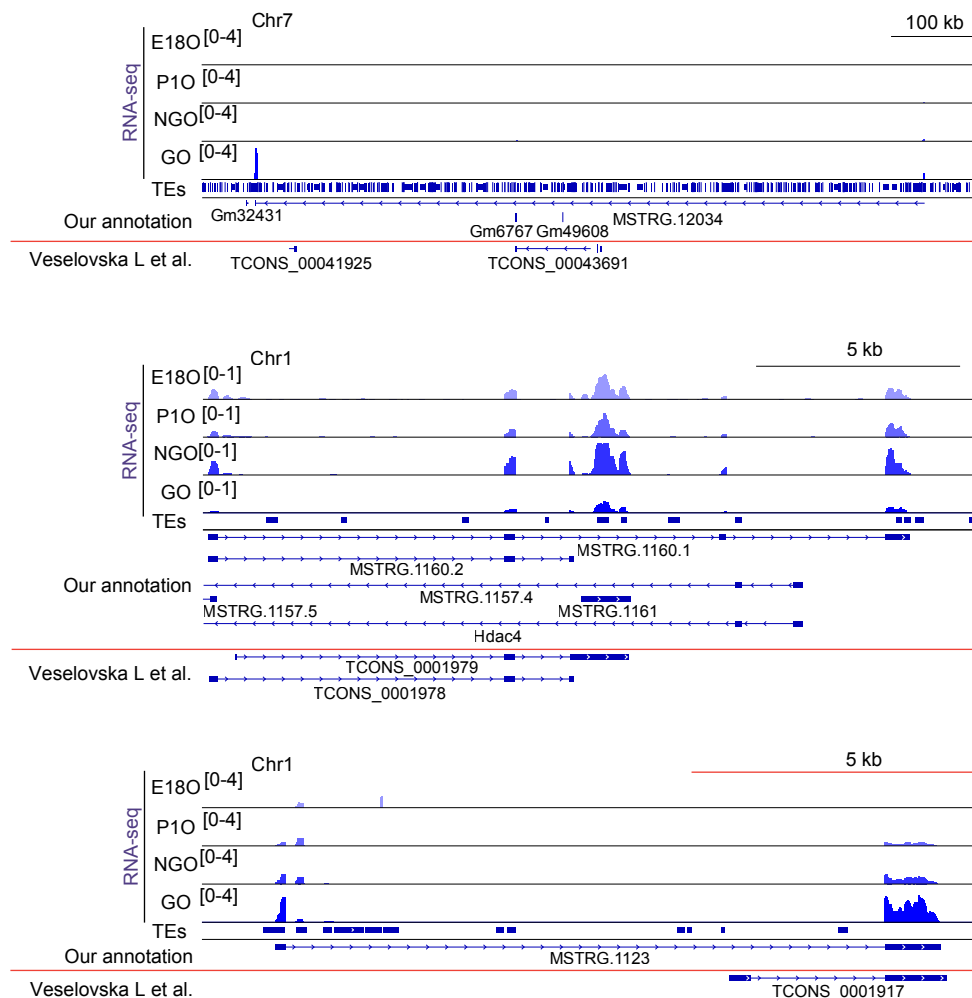 Chr7
100 kb
RNA-seq
E18O [0-4]
P1O [0-4]
NGO [0-4]
GO [0-4]
TEs
Our annotation
Gm32431
MSTRG.12034
Gm6767 Gm49608
Veselovska L et al.
TCONS_00041925
TCONS_00043691
Chr1
5 kb
RNA-seq
E18O [0-1]
P1O [0-1]
NGO [0-1]
GO [0-1]
TEs
MSTRG.1160.1
MSTRG.1160.2
Our annotation
MSTRG.1157.4
MSTRG.1157.5
MSTRG.1161
Hdac4
Veselovska L et al.
TCONS_0001979
TCONS_0001978
Chr1
5 kb
RNA-seq
E18O [0-4]
P1O [0-4]
NGO [0-4]
GO [0-4]
TEs
Our annotation
MSTRG.1123
Veselovska L et al.
TCONS_0001917